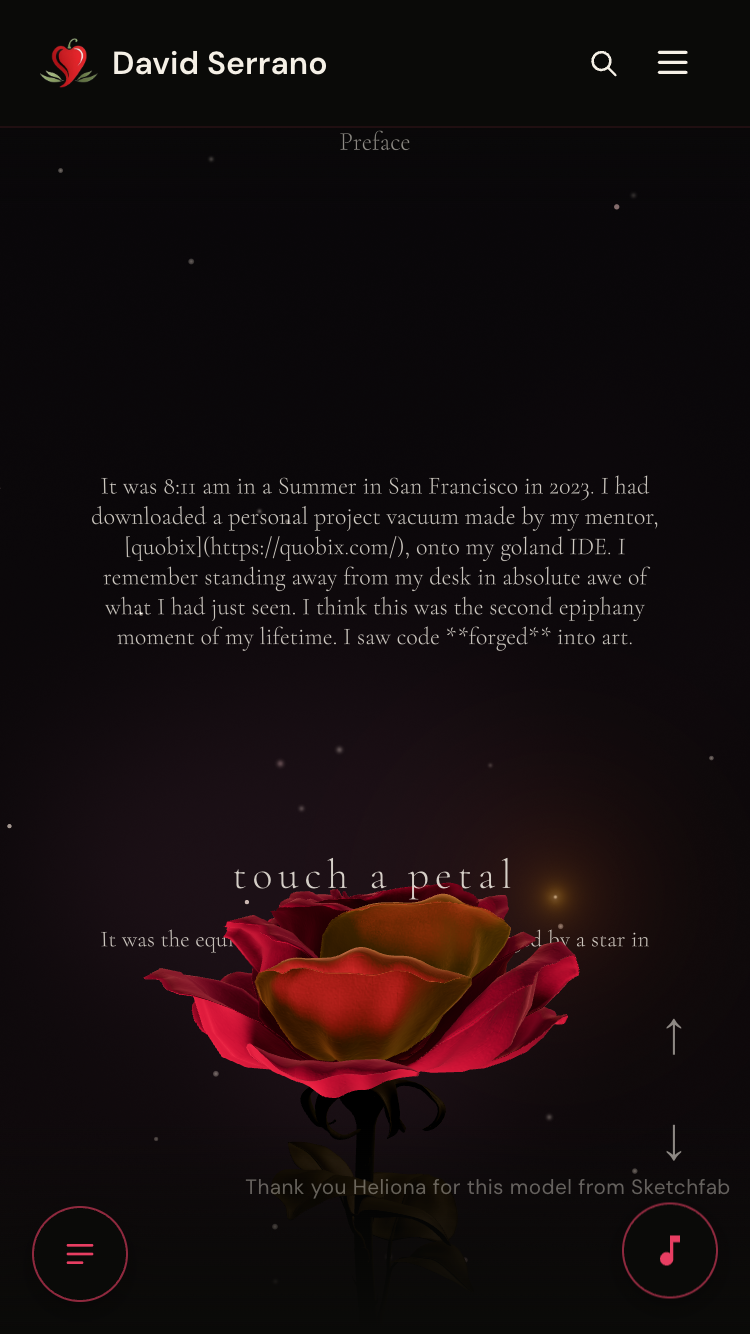 David Serrano
Preface
It was 8:11 am in a Summer in San Francisco in 2023. I had
downloaded a personal project vacuum made by my mentor,
[quobix](https://quobix.com/), onto my goland IDE. I
remember standing away from my desk in absolute awe of
what I had just seen. I think this was the second epiphany
moment of my lifetime. I saw code **forged** into art.
touch a petal
It was the by a star in
Thank you Heliona for this model from Sketchfab